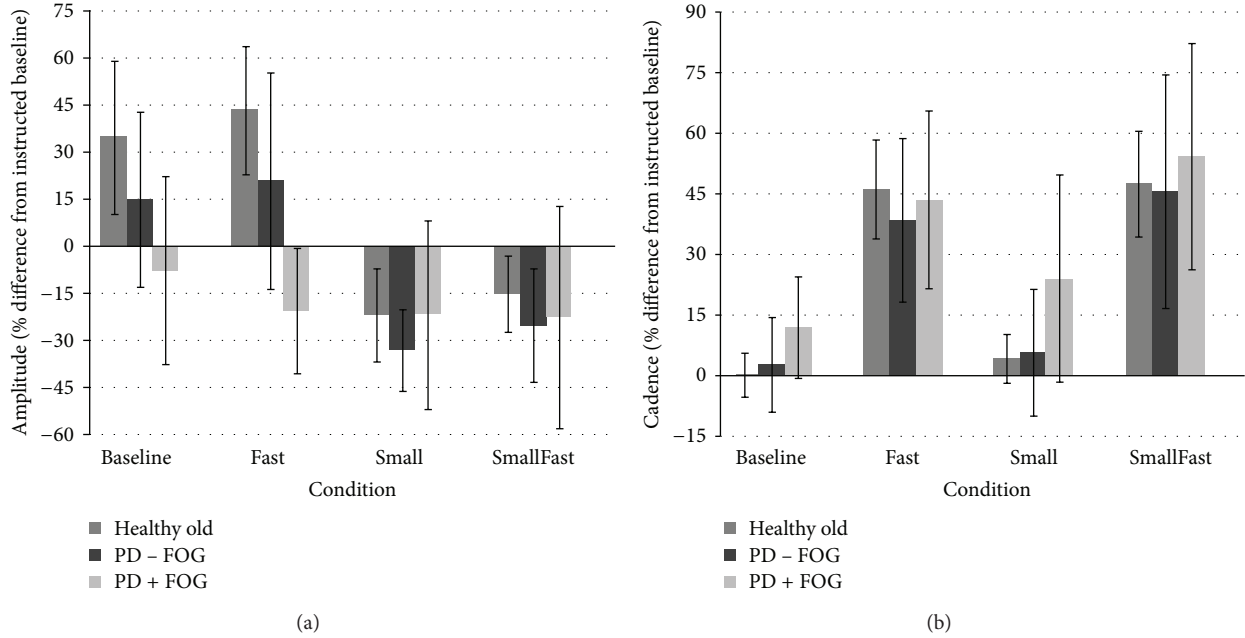 Amplitude (% difference from instructed baseline)
75
60
45
30
15
0
−15
−30
−45
−60
Baseline
Fast
Small
SmallFast
Condition
Healthy old
PD – FOG
PD + FOG
(a)
Cadence (% difference from instructed baseline)
90
75
60
45
30
15
0
−15
Baseline
Fast
Small
SmallFast
Condition
Healthy old
PD – FOG
PD + FOG
(b)